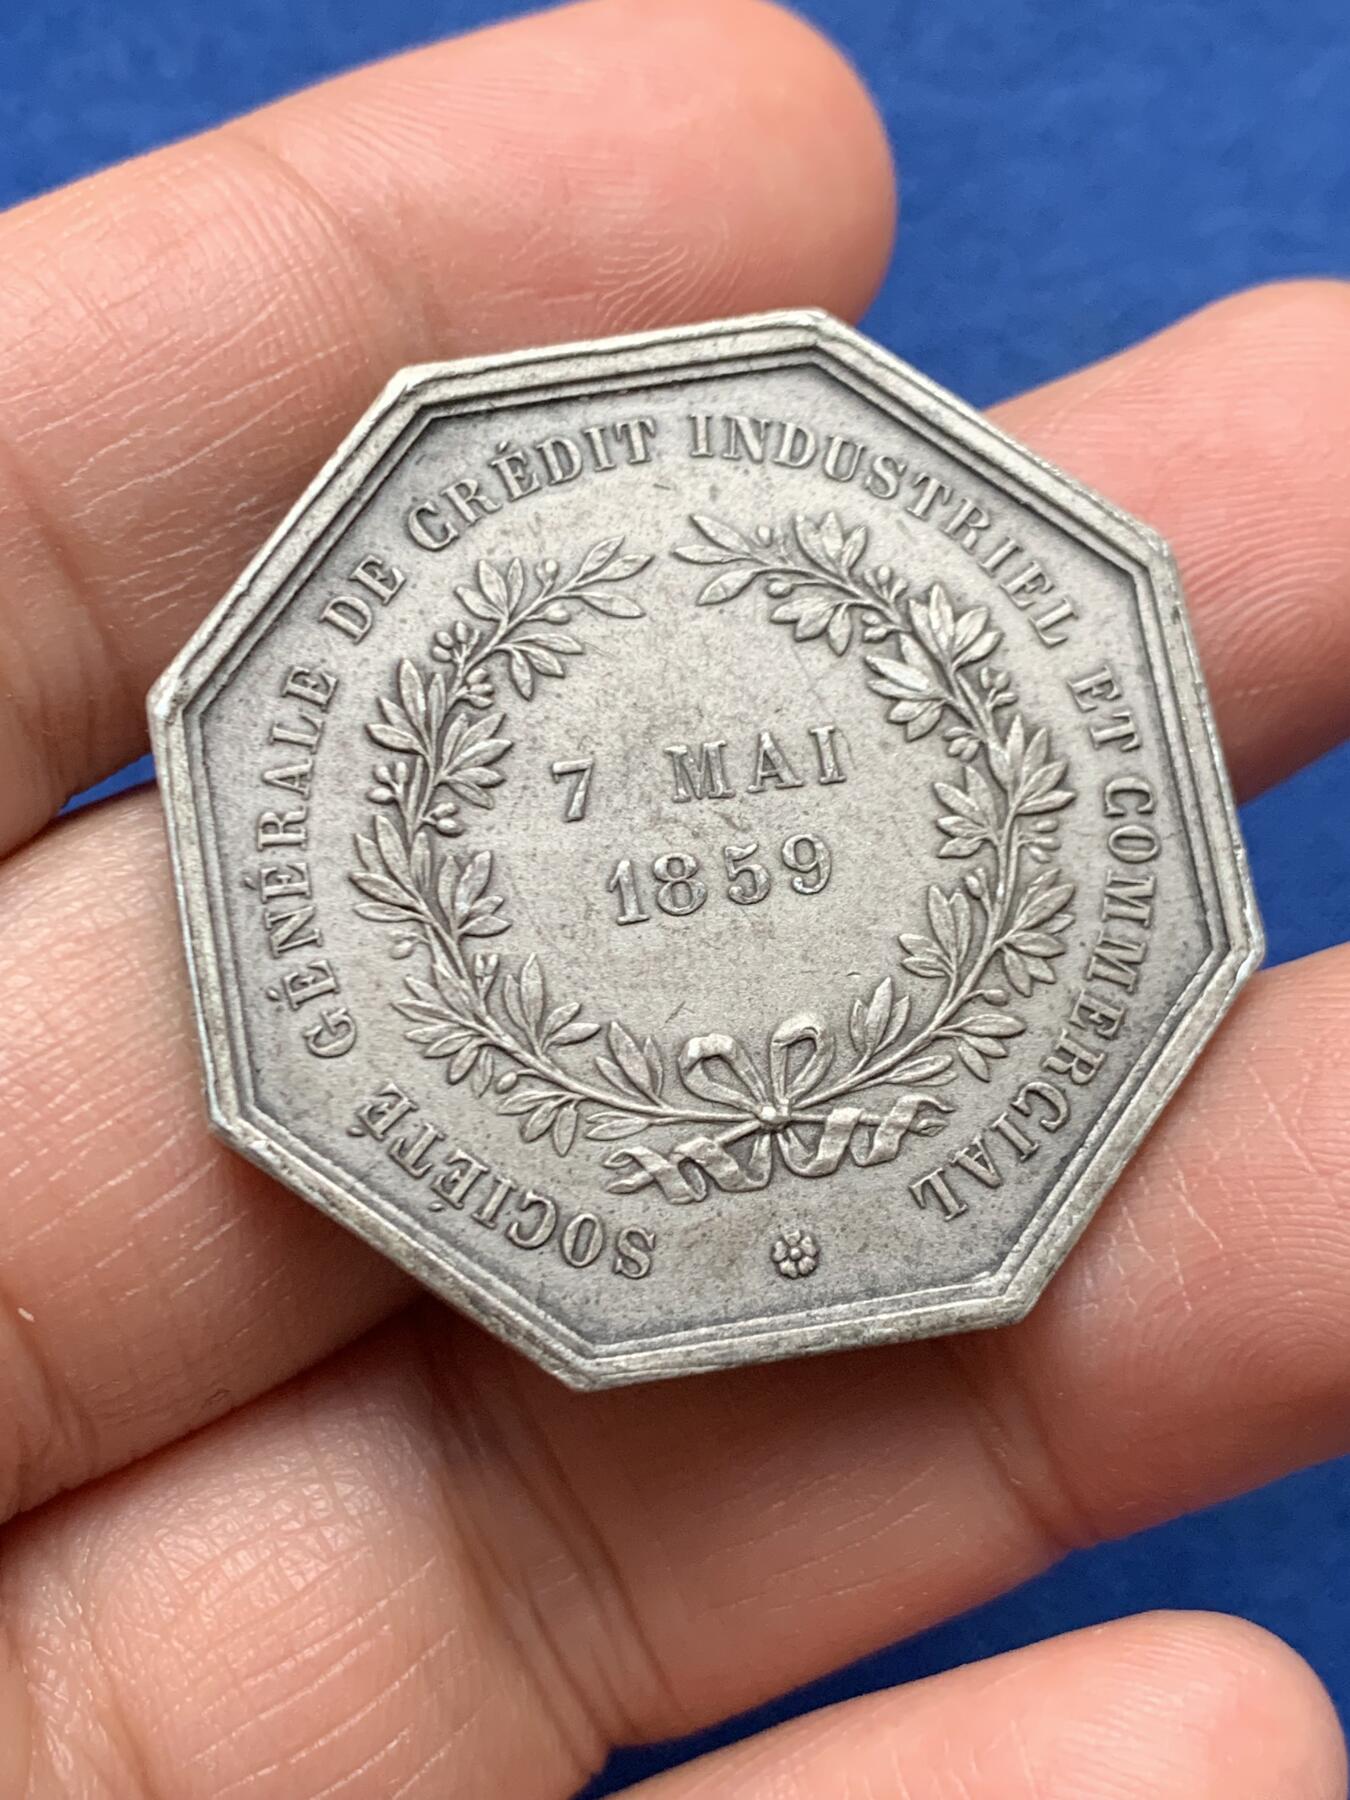 SOCIÉTÉ GÉNÉRALE DE CRÉDIT INDUSTRIEL ET COMMERCIAL
7 MAI
1859